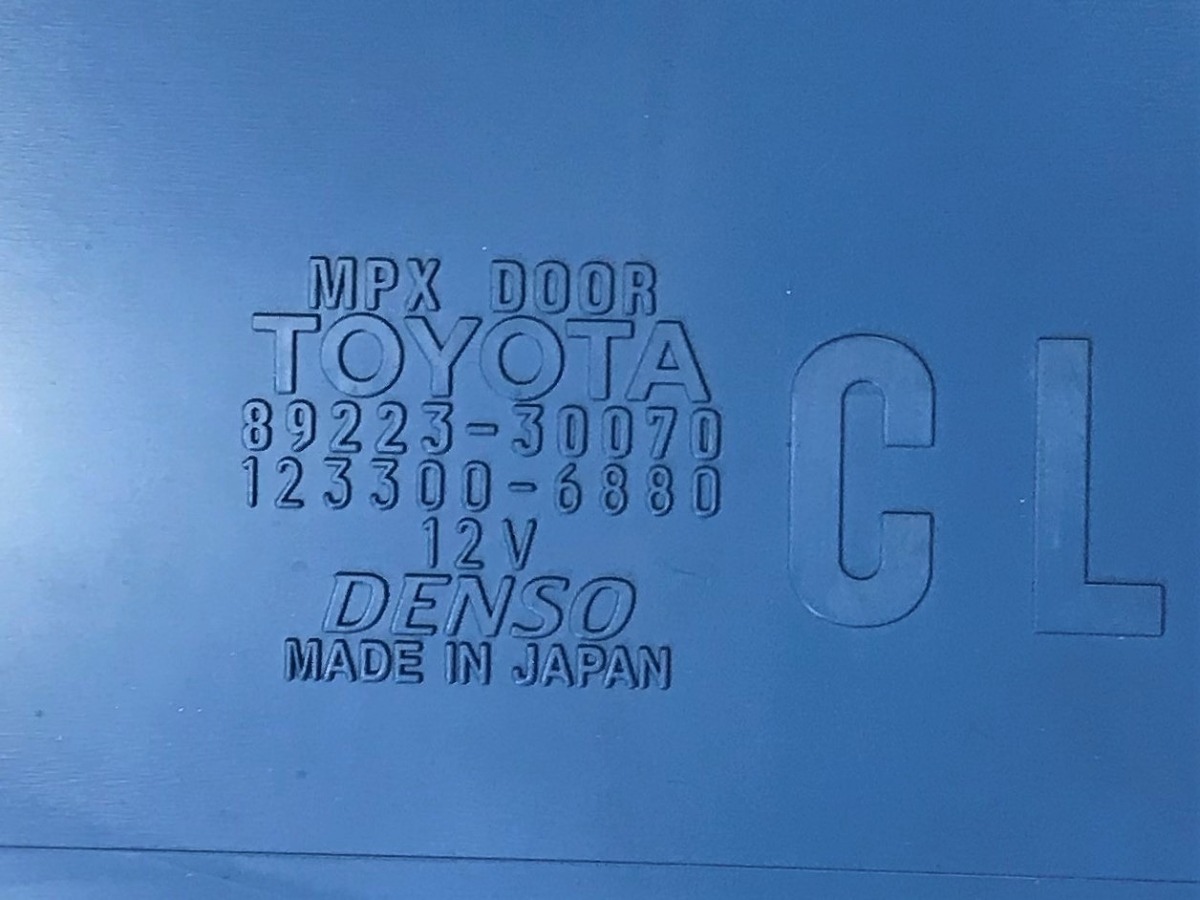 MPX DOOR
TOYOTA
89223-30070
123300-6880
12V
DENSO
MADE IN JAPAN
CL